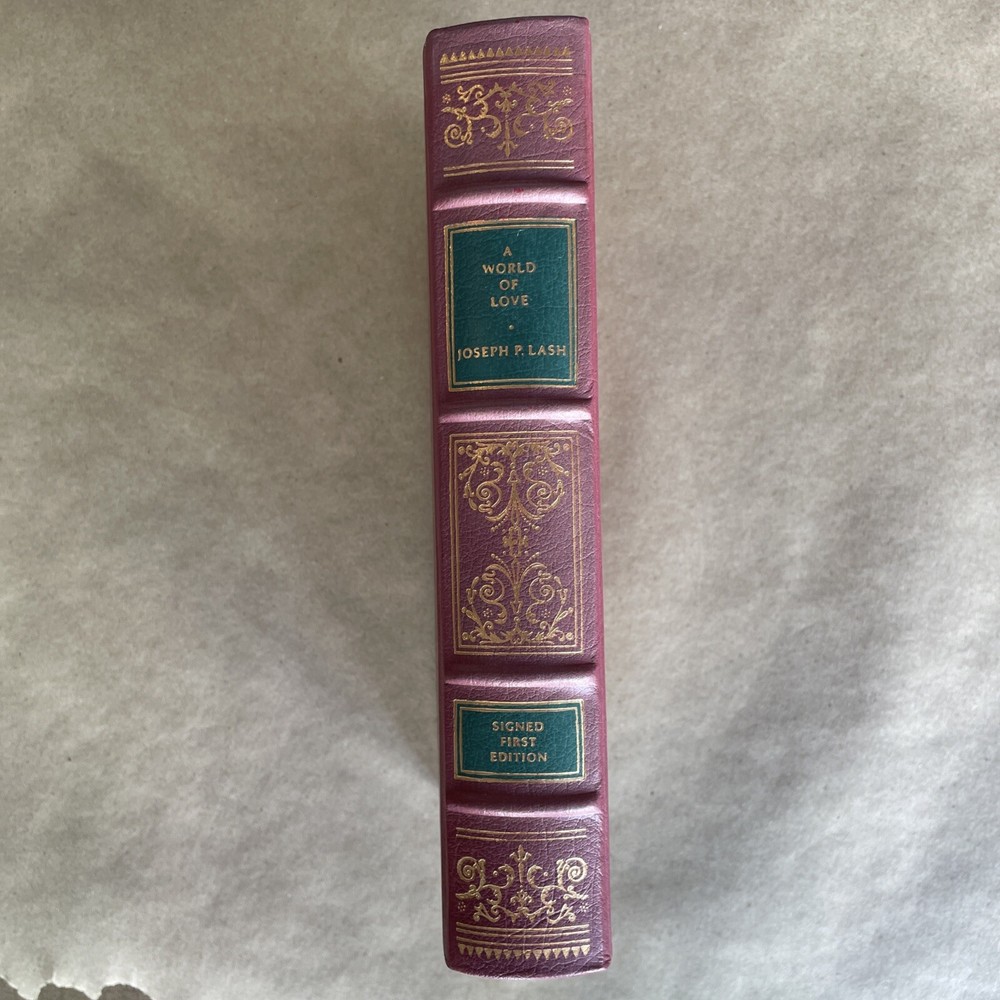 A
WORLD
OF
LOVE
·
JOSEPH P. LASH
SIGNED
FIRST
EDITION